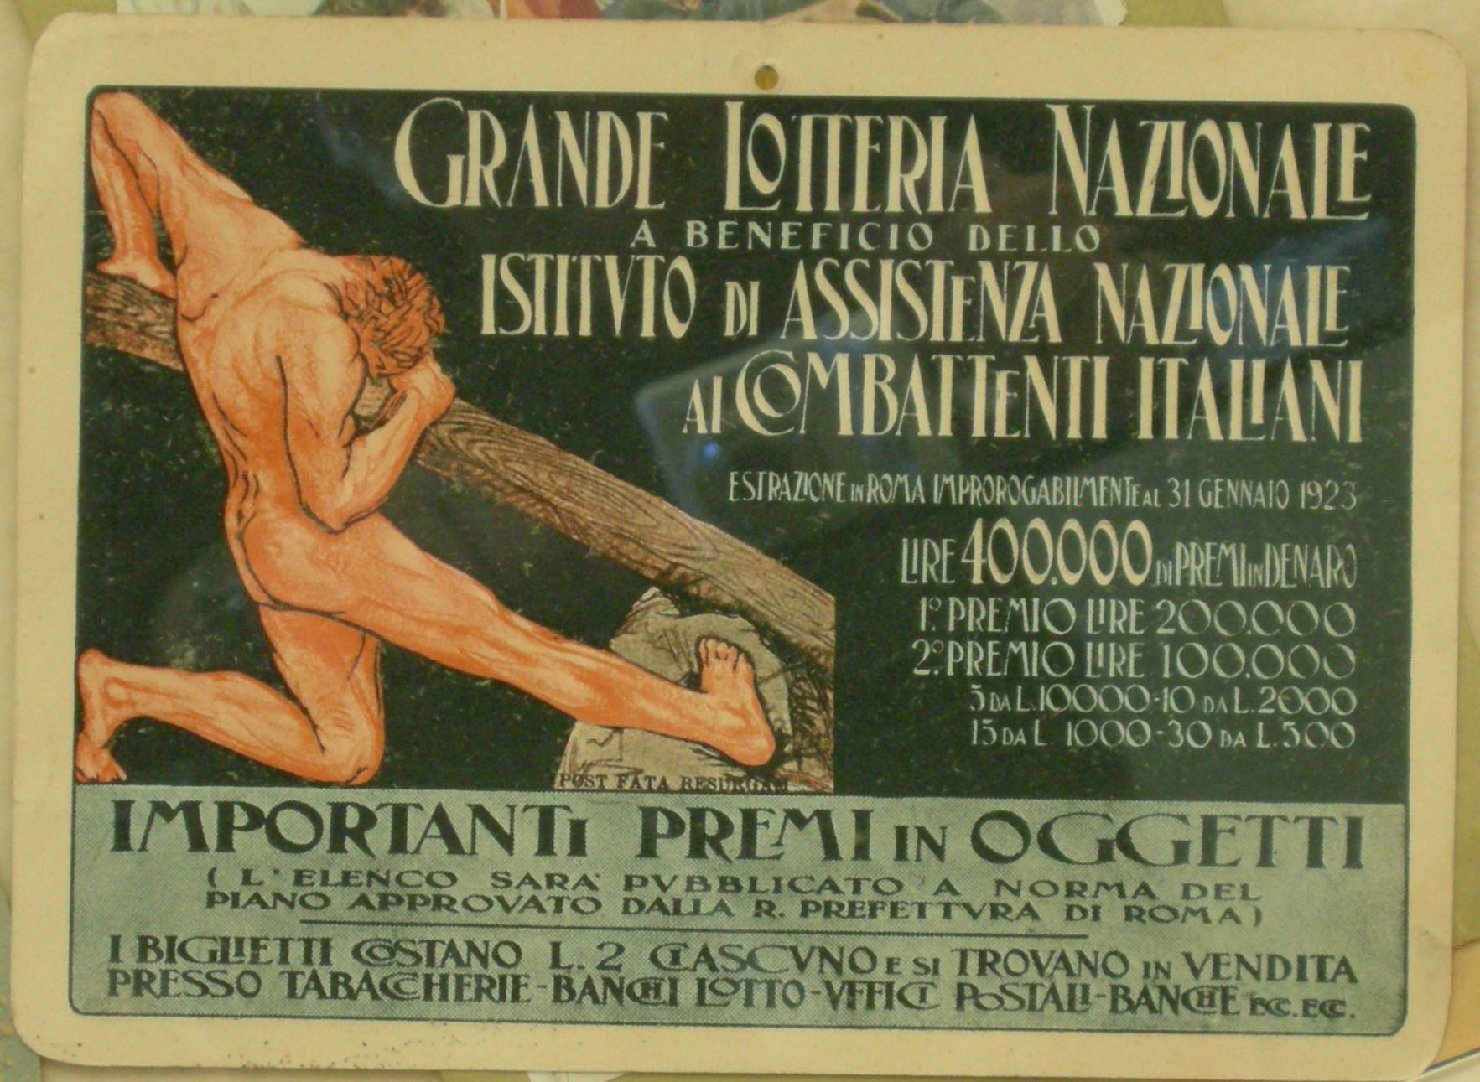 GRANDE LOTTERIA NAZIONALE
A BENEFICIO DELLO
ISTITVTO DI ASSISTENZA NAZIONALE
AI COMBATTENTI ITALIANI
ESTRAZIONE IN ROMA IMPROROGABILMENTE AL 31 GENNAIO 1923
LIRE 400.000 DI PREMI IN DENARO
1º. PREMIO LIRE 200.000
2º. PREMIO LIRE 100.000
5 DA L. 10000-10 DA L. 2000
15 DA L. 1000-30 DA L. 500
POST FATA RESURGAM
IMPORTANTI PREMI IN OGGETTI
(L'ELENCO SARA' PVBBLICATO A NORMA DEL
PIANO APPROVATO DALLA R. PREFETTVRA DI ROMA)
I BIGLIETTI COSTANO L. 2 CIASCVNO E SI TROVANO IN VENDITA
PRESSO TABACCHERIE-BANCHI LOTTO-VFFICI POSTALI-BANCHE ECC. ECC.